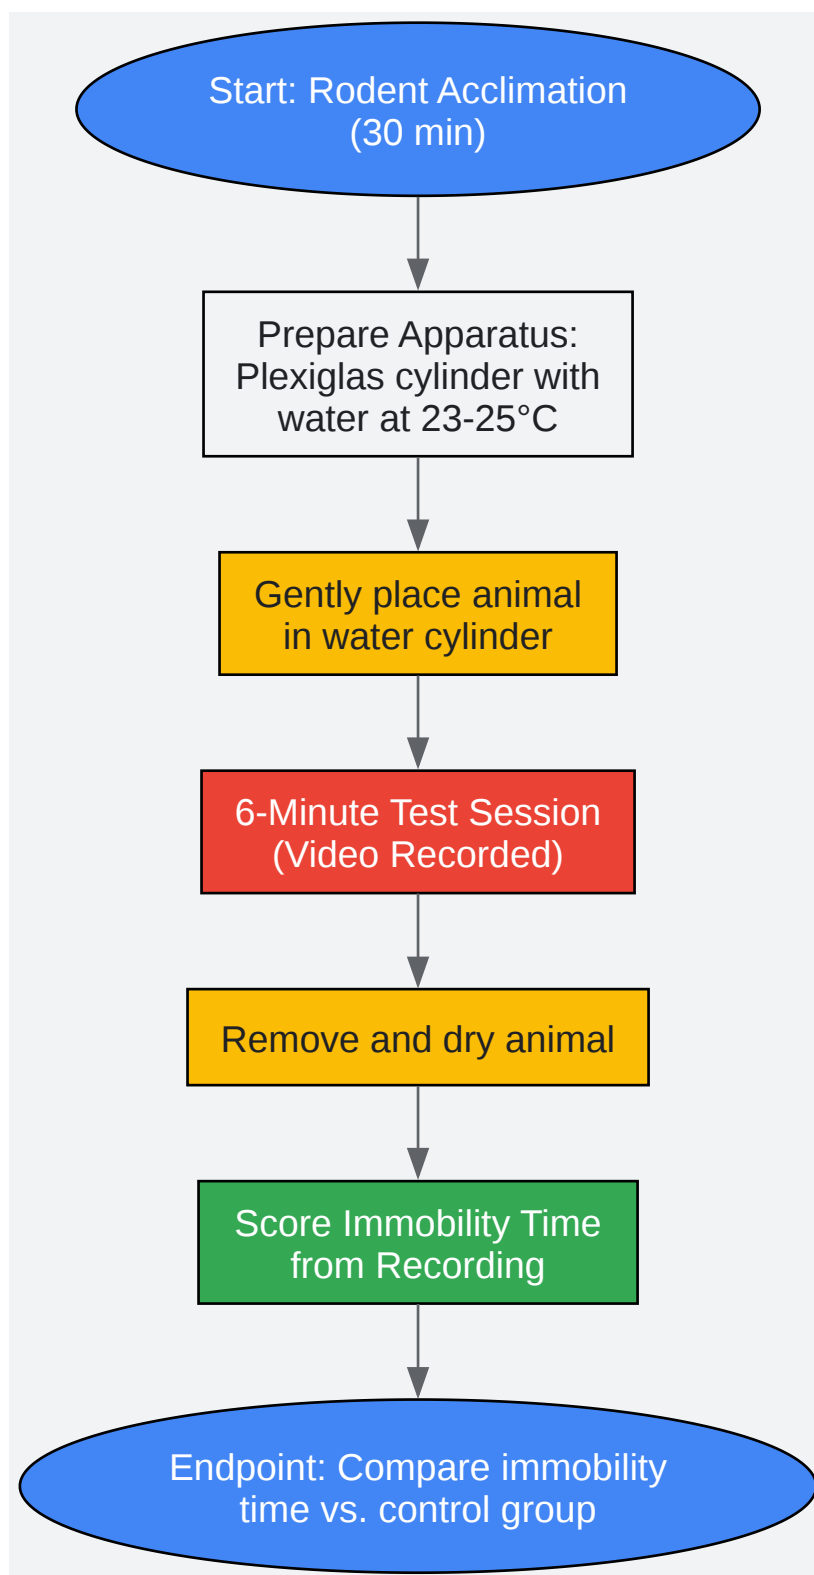 Start: Rodent Acclimation
(30 min)
Prepare Apparatus:
Plexiglas cylinder with
water at 23-25°C
Gently place animal
in water cylinder
6-Minute Test Session
(Video Recorded)
Remove and dry animal
Score Immobility Time
from Recording
Endpoint: Compare immobility
time vs. control group